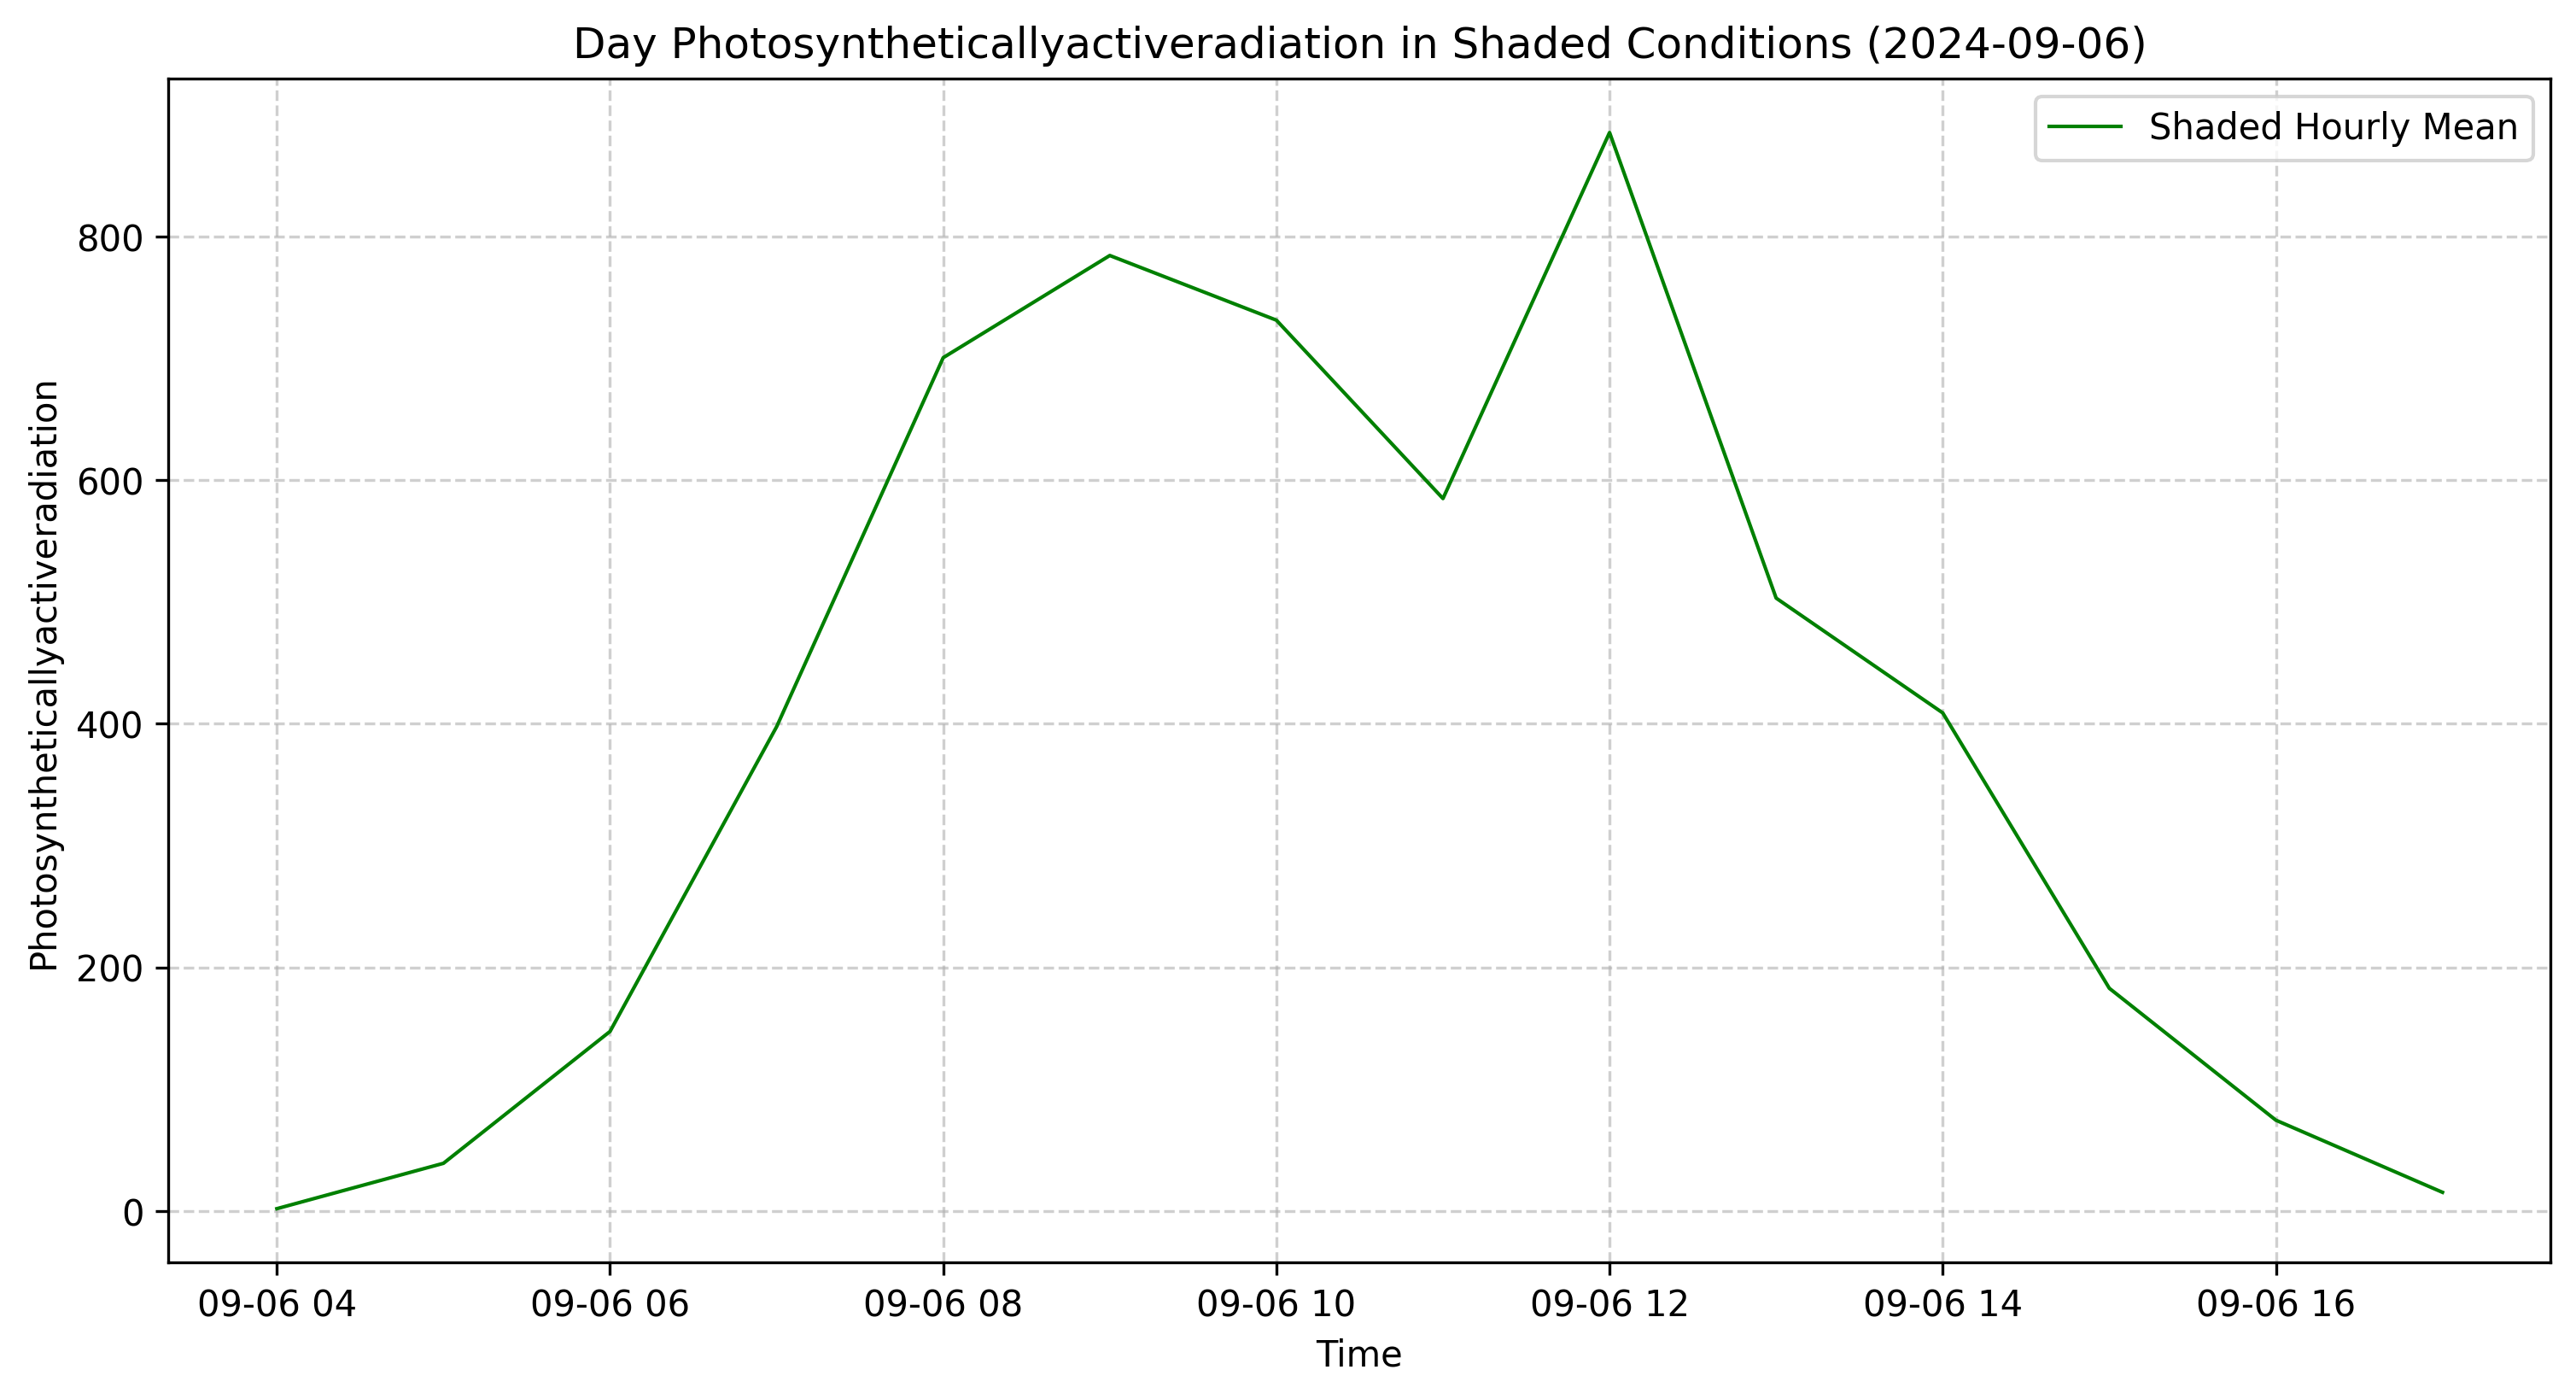 Day Photosyntheticallyactiveradiation in Shaded Conditions (2024-09-06)
Shaded Hourly Mean
Photosyntheticallyactiveradiation
800
600
400
200
0
09-06 04 09-06 06 09-06 08 09-06 10 09-06 12 09-06 14 09-06 16
Time